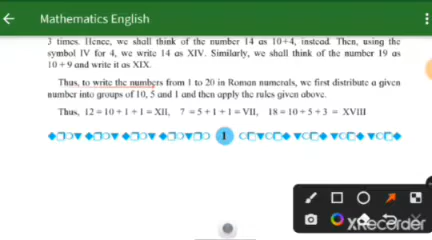 Mathematics English
3 times. Hence, we shall think of the number 14 as 10+4, instead. Then, using the
symbol IV for 4, we write 14 as XIV. Similarly, we shall think of the number 19 as
10 + 9 and write it as XIX.
Thus, to write the numbers from 1 to 20 in Roman numerals, we first distribute a given
number into groups of 10, 5 and 1 and then apply the rules given above.
Thus, 12 = 10 + 1 + 1 = XII, 7 = 5 + 1 + 1 = VII, 18 = 10 + 5 + 3 = XVIII
1
XRecorder